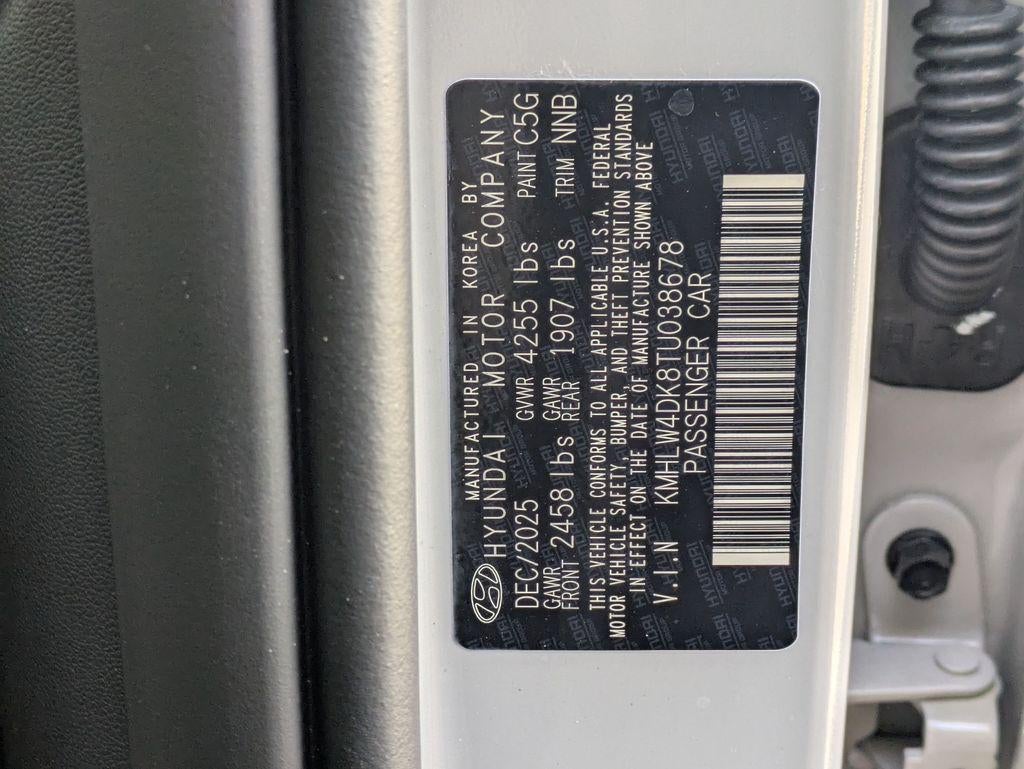 MANUFACTURED IN KOREA BY
HYUNDAI MOTOR COMPANY
DEC/2025 GVWR 4255 lbs PAINT C5G
GAWR FRONT 2458 lbs GAWR REAR 1907 lbs TRIM NNB
THIS VEHICLE CONFORMS TO ALL APPLICABLE U.S.A. FEDERAL
MOTOR VEHICLE SAFETY, BUMPER, AND THEFT PREVENTION STANDARDS
IN EFFECT ON THE DATE OF MANUFACTURE SHOWN ABOVE
V.I.N KMHLW4DK8TU038678
PASSENGER CAR